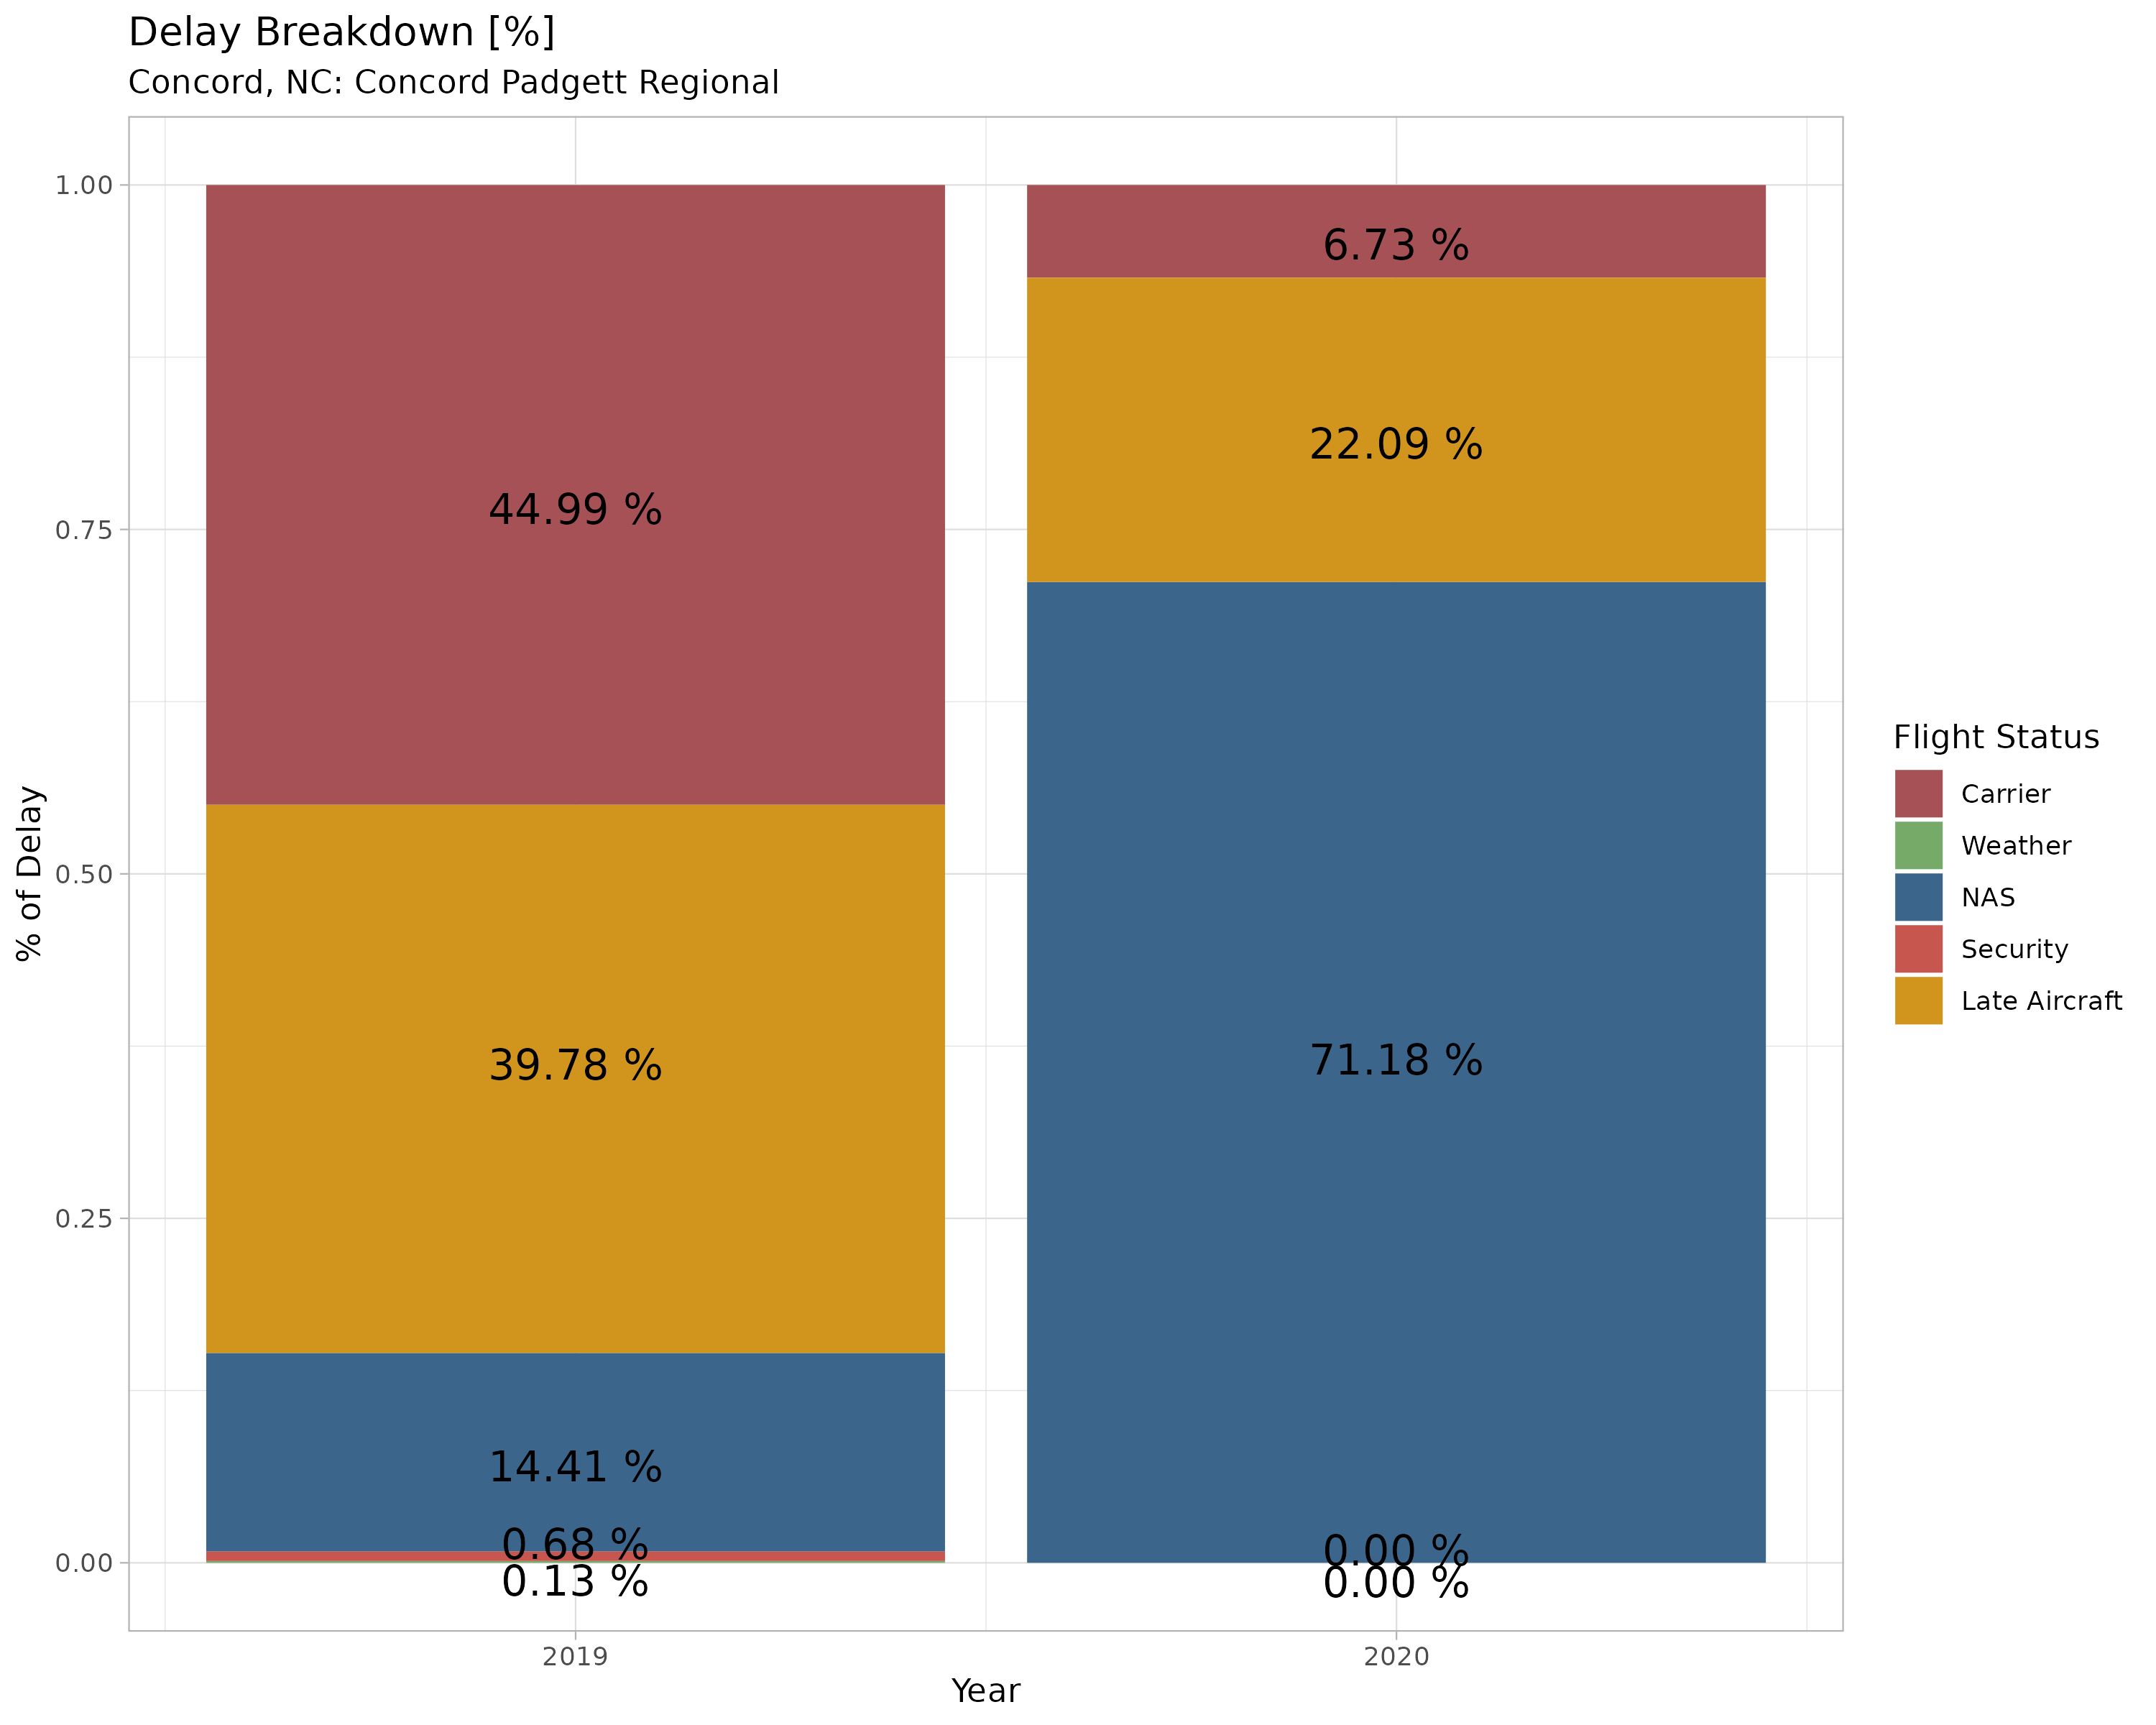 Delay Breakdown [%]
Concord, NC: Concord Padgett Regional
% of Delay
1.00
0.75
0.50
0.25
0.00
44.99 %
39.78 %
14.41 %
0.68 %
0.13 %
6.73 %
22.09 %
71.18 %
0.00 %
0.00 %
2019
2020
Year
Flight Status
Carrier
Weather
NAS
Security
Late Aircraft